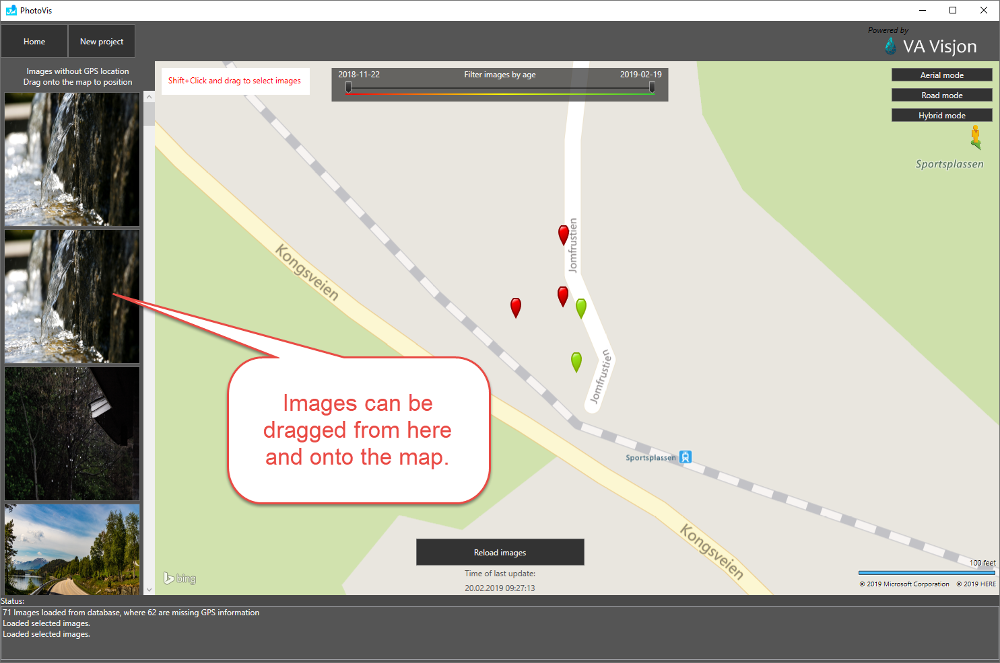 PhotoVis
Home
New project
Powered by
VA Visjon
Images without GPS location
Drag onto the map to position
Shift+Click and drag to select images
2018-11-22
Filter images by age
2019-02-19
Aerial mode
Road mode
Hybrid mode
Sportsplassen
Jomfrustien
Kongsveien
Jomfrustien
Images can be
dragged from here
and onto the map.
Sportsplassen
Kongsveien
Reload images
Time of last update:
20.02.2019 09:27:13
bing
100 feet
© 2019 Microsoft Corporation
© 2019 HERE
Status:
71 Images loaded from database, where 62 are missing GPS information
Loaded selected images.
Loaded selected images.